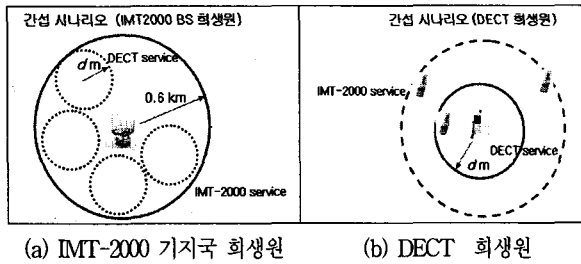 간섭 시나리오 (IMT2000 BS 희생원)
DECT service
d m
0.6 km
IMT-2000 service
간섭 시나리오 (DECT 희생원)
IMT-2000 service
DECT service
d m
(a) IMT-2000 기지국 희생원
(b) DECT 희생원